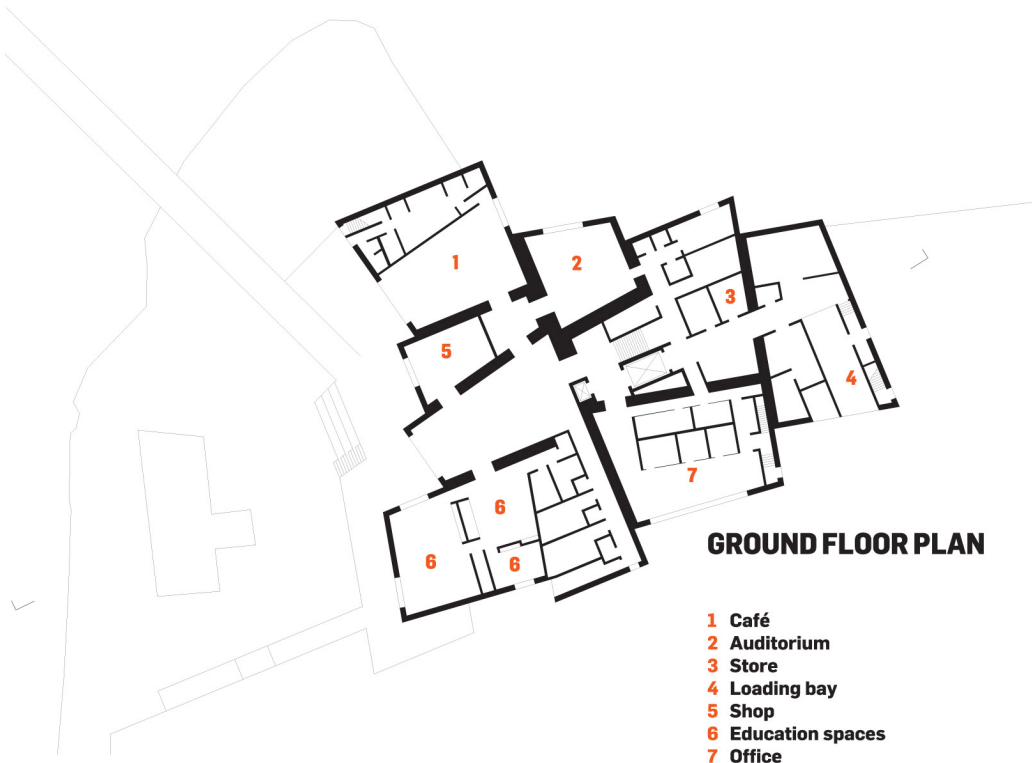 1
2
3
5
4
7
6
6
6
GROUND FLOOR PLAN
1 Café
2 Auditorium
3 Store
4 Loading bay
5 Shop
6 Education spaces
7 Office